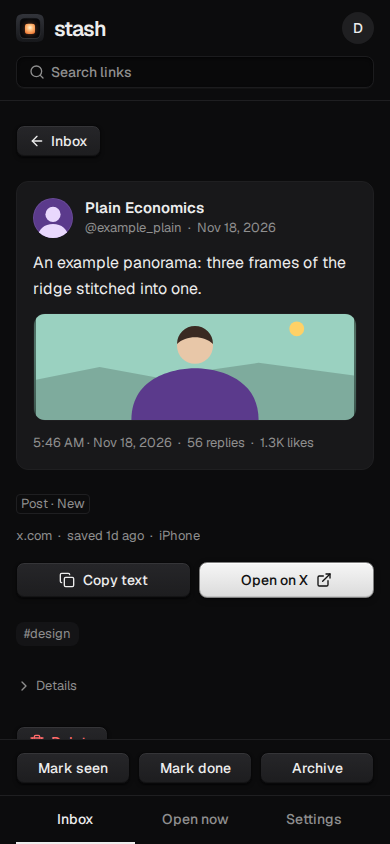 stash
D
Search links
Inbox
Plain Economics
@example_plain · Nov 18, 2026
An example panorama: three frames of the
ridge stitched into one.
5:46 AM · Nov 18, 2026 · 56 replies · 1.3K likes
Post · New
x.com · saved 1d ago · iPhone
Copy text
Open on X
#design
Details
Mark seen
Mark done
Archive
Inbox
Open now
Settings